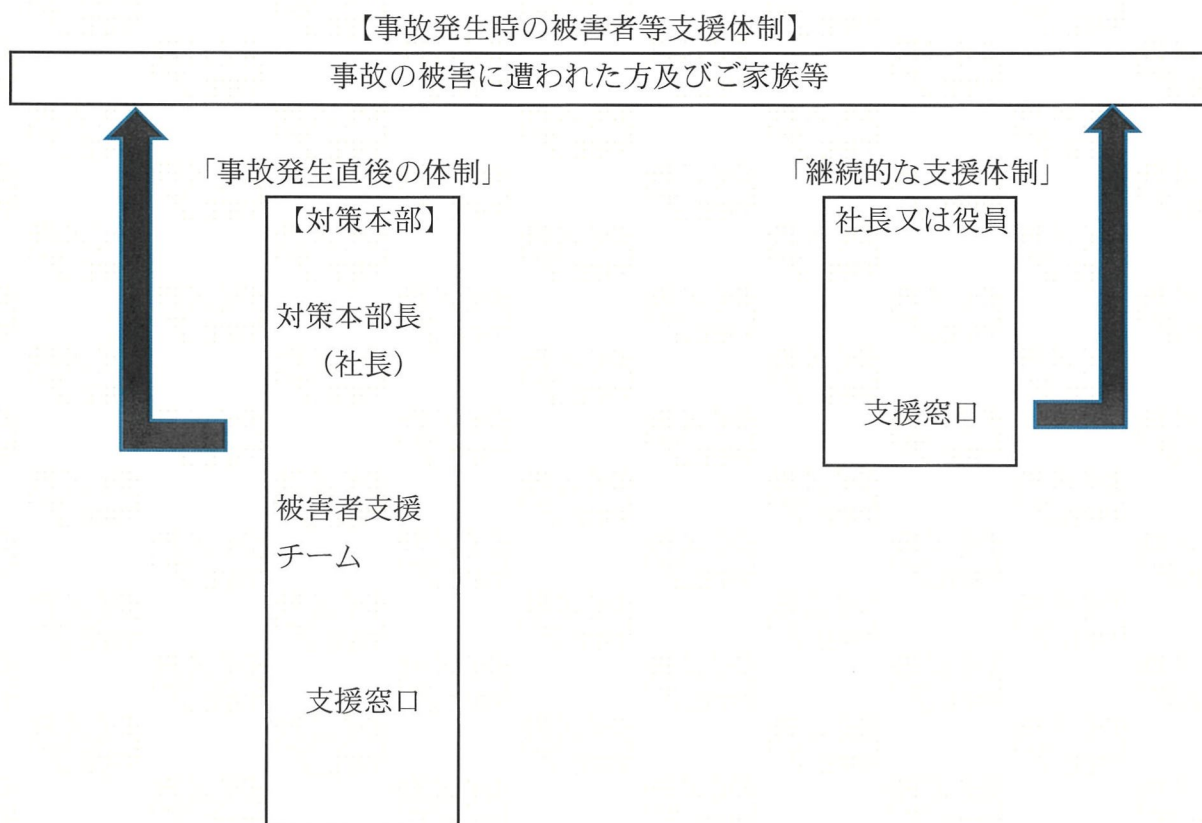 【事故発生時の被害者等支援体制】
事故の被害に遭われた方及びご家族等
「事故発生直後の体制」
【対策本部】
対策本部長
（社長）
被害者支援
チーム
支援窓口
「継続的な支援体制」
社長又は役員
支援窓口